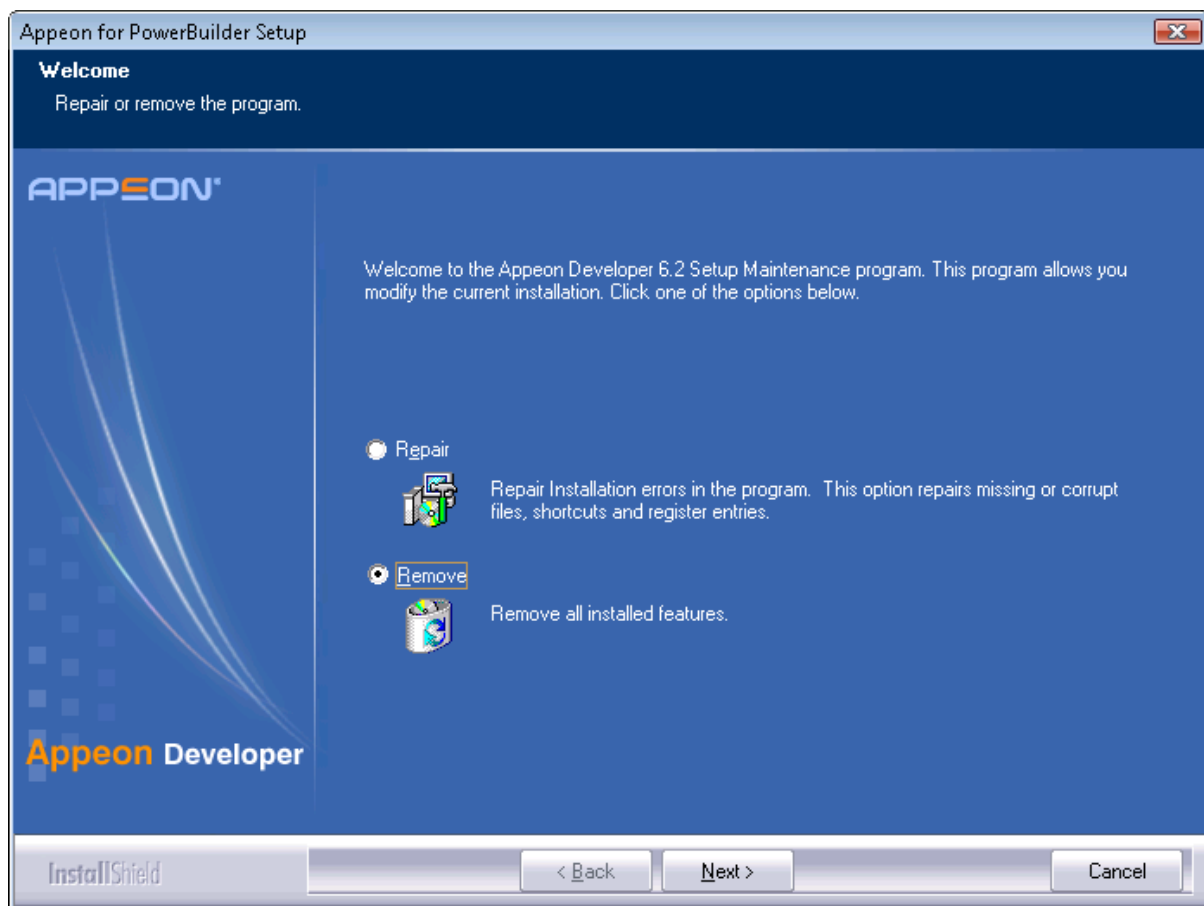 Appeon for PowerBuilder Setup
Welcome
Repair or remove the program.
APPEON
Welcome to the Appeon Developer 6.2 Setup Maintenance program. This program allows you
modify the current installation. Click one of the options below.
Repair
Repair Installation errors in the program. This option repairs missing or corrupt
files, shortcuts and register entries.
Remove
Remove all installed features.
Appeon Developer
InstallShield
< Back
Next >
Cancel